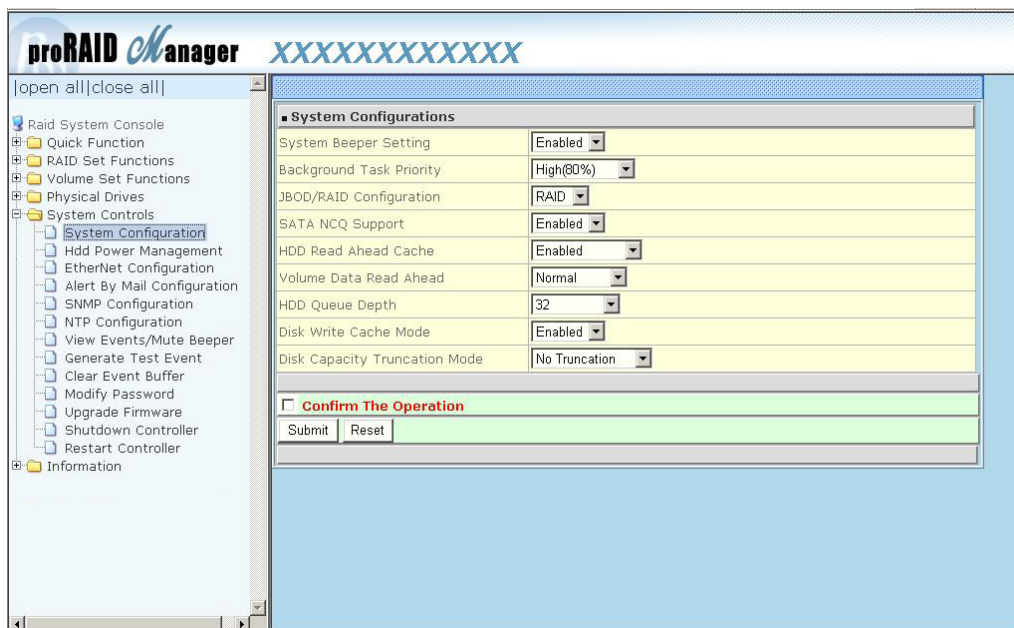 proRAID Manager XXXXXXXXXXXX
|open all|close all|
Raid System Console
Quick Function
RAID Set Functions
Volume Set Functions
Physical Drives
System Controls
System Configuration
Hdd Power Management
EtherNet Configuration
Alert By Mail Configuration
SNMP Configuration
NTP Configuration
View Events/Mute Beeper
Generate Test Event
Clear Event Buffer
Modify Password
Upgrade Firmware
Shutdown Controller
Restart Controller
Information
System Configurations
System Beeper Setting Enabled
Background Task Priority High(80%)
JBOD/RAID Configuration RAID
SATA NCQ Support Enabled
HDD Read Ahead Cache Enabled
Volume Data Read Ahead Normal
HDD Queue Depth 32
Disk Write Cache Mode Enabled
Disk Capacity Truncation Mode No Truncation
Confirm The Operation
Submit Reset